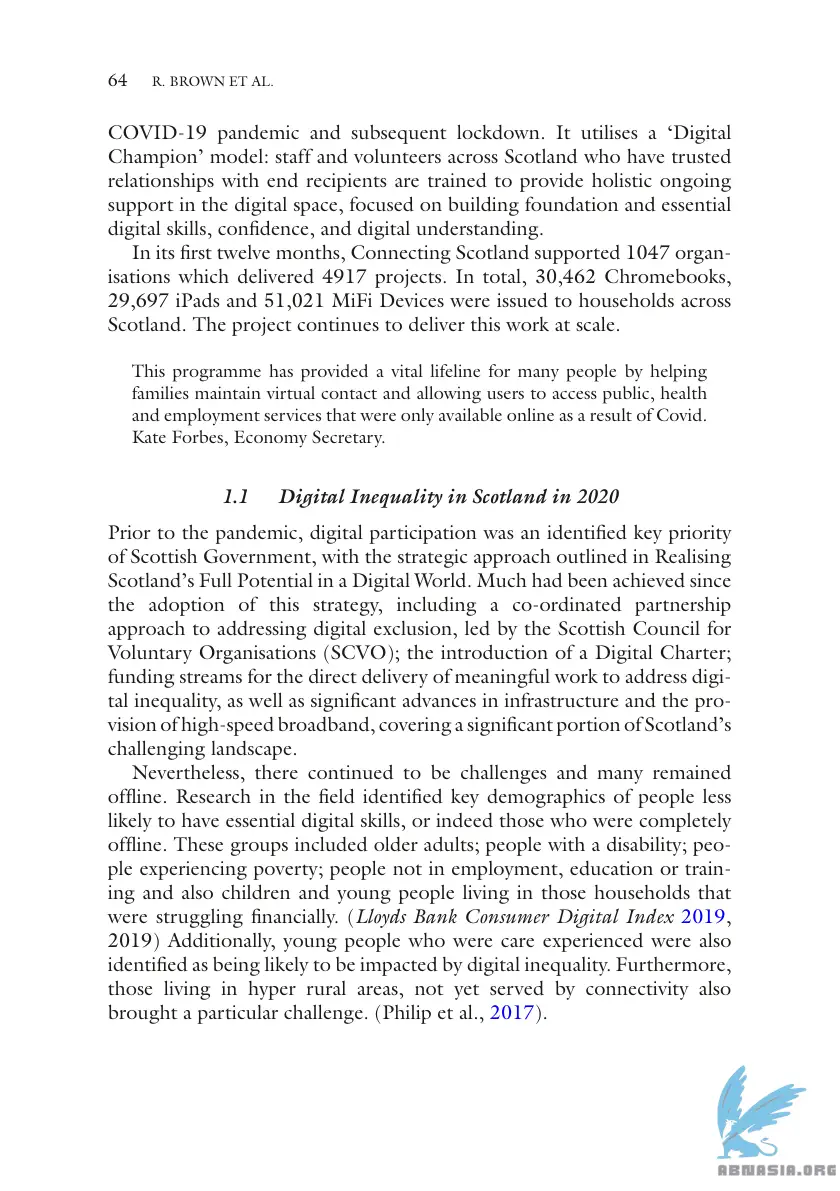 64 R. BROWN ET AL.
COVID-19 pandemic and subsequent lockdown. It utilises a ‘Digital
Champion’ model: staff and volunteers across Scotland who have trusted
relationships with end recipients are trained to provide holistic ongoing
support in the digital space, focused on building foundation and essential
digital skills, confidence, and digital understanding.
In its first twelve months, Connecting Scotland supported 1047 organ-
isations which delivered 4917 projects. In total, 30,462 Chromebooks,
29,697 iPads and 51,021 MiFi Devices were issued to households across
Scotland. The project continues to deliver this work at scale.
This programme has provided a vital lifeline for many people by helping
families maintain virtual contact and allowing users to access public, health
and employment services that were only available online as a result of Covid.
Kate Forbes, Economy Secretary.
1.1 Digital Inequality in Scotland in 2020
Prior to the pandemic, digital participation was an identified key priority
of Scottish Government, with the strategic approach outlined in Realising
Scotland’s Full Potential in a Digital World. Much had been achieved since
the adoption of this strategy, including a co-ordinated partnership
approach to addressing digital exclusion, led by the Scottish Council for
Voluntary Organisations (SCVO); the introduction of a Digital Charter;
funding streams for the direct delivery of meaningful work to address digi-
tal inequality, as well as significant advances in infrastructure and the pro-
vision of high-speed broadband, covering a significant portion of Scotland’s
challenging landscape.
Nevertheless, there continued to be challenges and many remained
offline. Research in the field identified key demographics of people less
likely to have essential digital skills, or indeed those who were completely
offline. These groups included older adults; people with a disability; peo-
ple experiencing poverty; people not in employment, education or train-
ing and also children and young people living in those households that
were struggling financially. (Lloyds Bank Consumer Digital Index 2019,
2019) Additionally, young people who were care experienced were also
identified as being likely to be impacted by digital inequality. Furthermore,
those living in hyper rural areas, not yet served by connectivity also
brought a particular challenge. (Philip et al., 2017).
ABNASIA.ORG